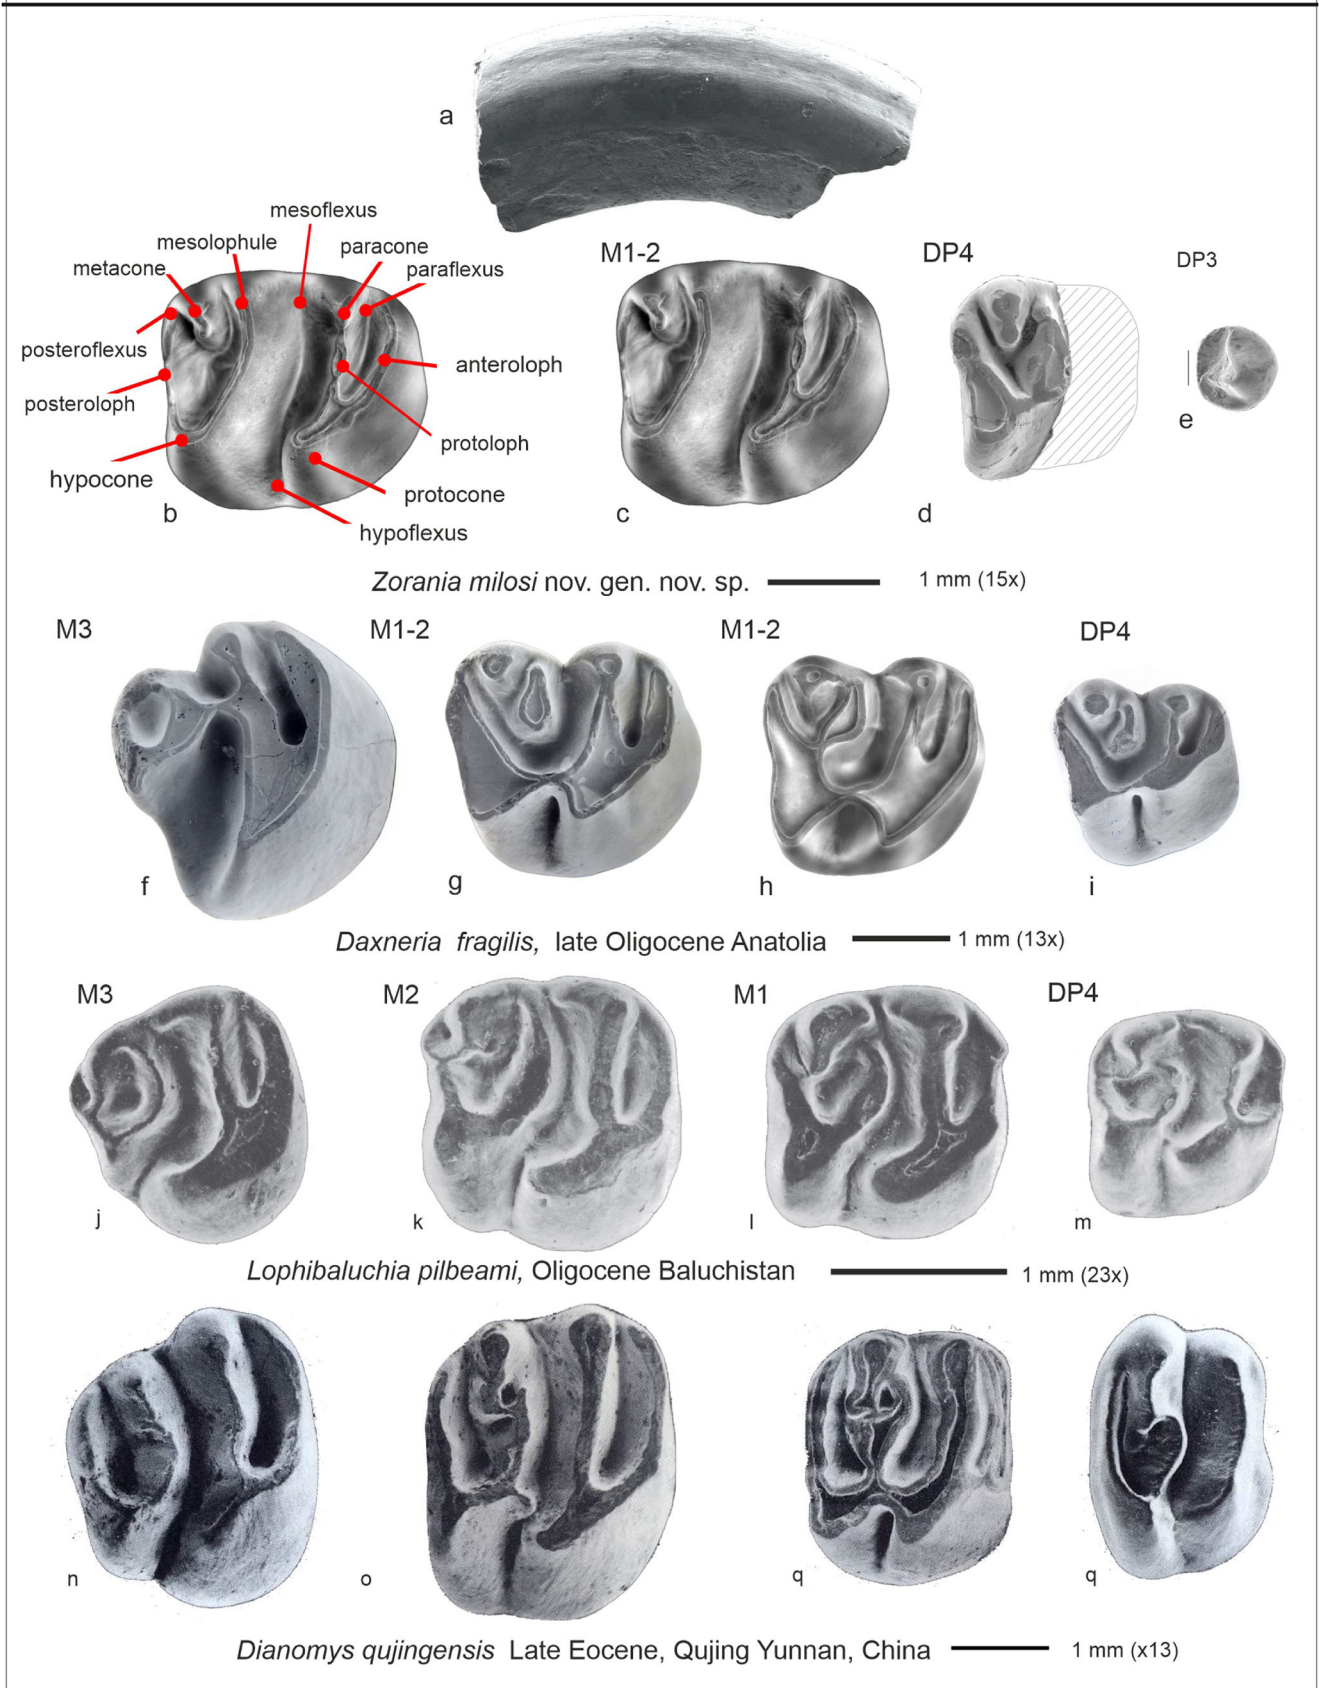 a
mesoflexus
mesolophule
paracone
M1-2
DP4
DP3
metacone
paraflexus
posteroflexus
anteroloph
posteroloph
protoloph
hypocone
protocone
hypoflexus
b
c
d
e
Zorania milosi nov. gen. nov. sp.
1 mm (15x)
M3
M1-2
M1-2
DP4
f
g
h
i
Daxneria fragilis, late Oligocene Anatolia
1 mm (13x)
M3
M2
M1
DP4
j
k
l
m
Lophibaluchia pilbeami, Oligocene Baluchistan
1 mm (23x)
n
o
q
q
Dianomys qujingensis Late Eocene, Qujing Yunnan, China
1 mm (x13)